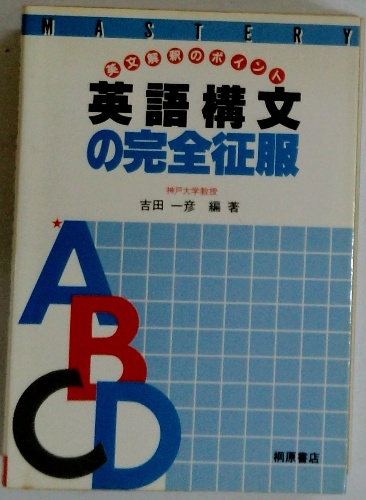 MASTERY
英文解釈のポイント
英語構文
の完全征服
神戸大学教授
吉田 一彦 編著
★
A
B
C
D
桐原書店